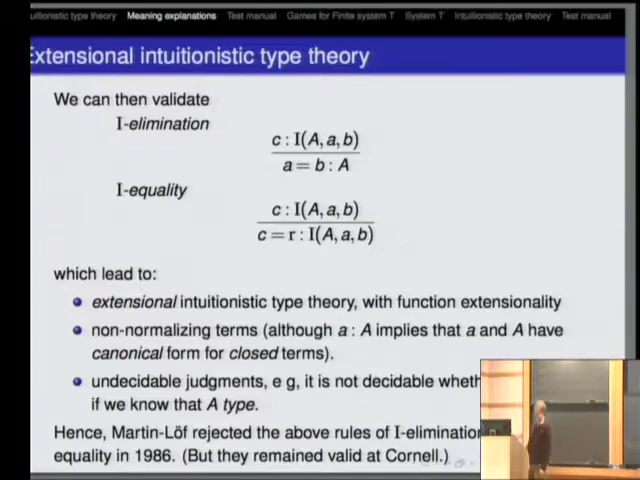 uitionistic type theory Meaning explanations Test manual Games for Finite system T System T Intuitionistic type theory Test manual
Extensional intuitionistic type theory
We can then validate
I-elimination
c : I(A, a, b)
a = b : A
I-equality
c : I(A, a, b)
c = r : I(A, a, b)
which lead to:
extensional intuitionistic type theory, with function extensionality
non-normalizing terms (although a : A implies that a and A have
canonical form for closed terms).
undecidable judgments, e g, it is not decidable wheth
if we know that A type.
Hence, Martin-Löf rejected the above rules of I-elimination
equality in 1986. (But they remained valid at Cornell.)